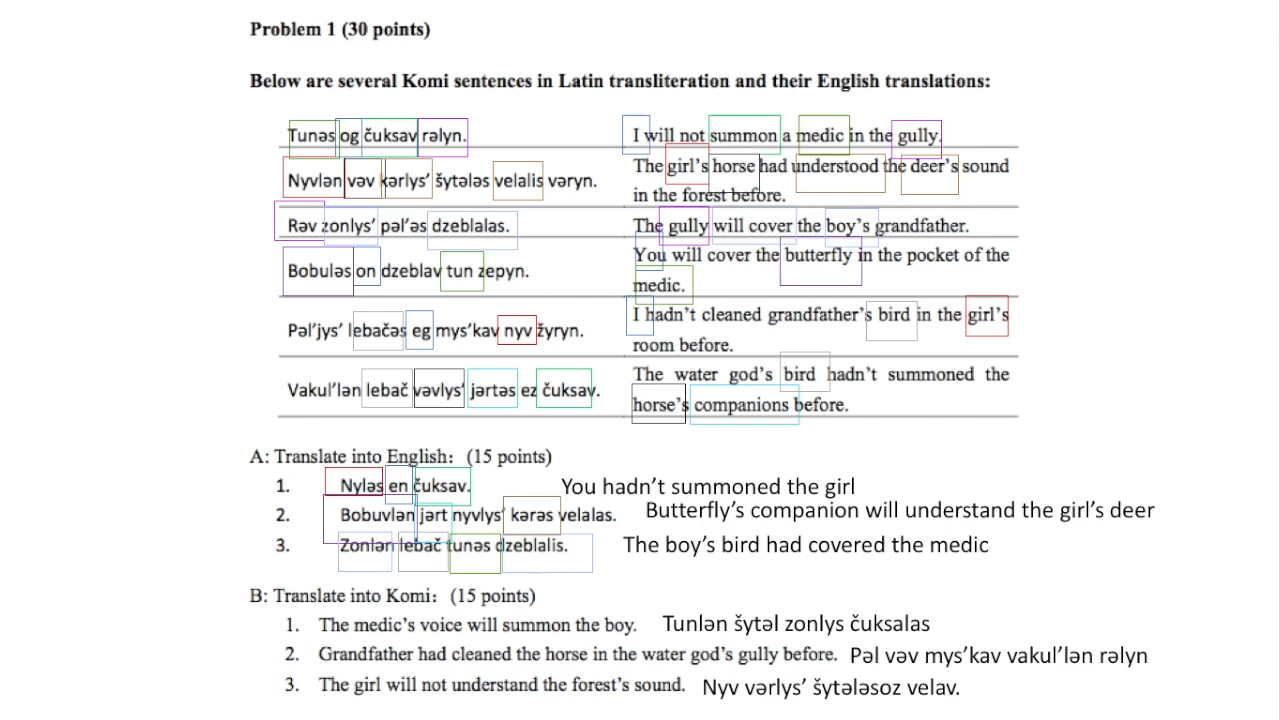 Problem 1 (30 points)
Below are several Komi sentences in Latin transliteration and their English translations:
Tunəs og čuksav rəlyn.
I will not summon a medic in the gully.
Nyvlən vəv kərlys’ šytələs velalis vəryn.
The girl’s horse had understood the deer’s sound
in the forest before.
Rəv zonlys’ pəl’əs dzeblalas.
The gully will cover the boy’s grandfather.
Bobuləs on dzeblav tun zepyn.
You will cover the butterfly in the pocket of the
medic.
Pəl’jys’ lebačəs eg mys’kav nyv žyryn.
I hadn’t cleaned grandfather’s bird in the girl’s
room before.
Vakul’lən lebač vəvlys’ jərtəs ez čuksav.
The water god’s bird hadn’t summoned the
horse’s companions before.
A: Translate into English: (15 points)
1. Nyləs en čuksav. You hadn’t summoned the girl
2. Bobuvlən jərt nyvlys’ kərəs velalas. Butterfly’s companion will understand the girl’s deer
3. Zonlən lebač tunəs dzeblalis. The boy’s bird had covered the medic
B: Translate into Komi: (15 points)
1. The medic’s voice will summon the boy. Tunlən šytəl zonlys čuksalas
2. Grandfather had cleaned the horse in the water god’s gully before. Pəl vəv mys’kav vakul’lən rəlyn
3. The girl will not understand the forest’s sound. Nyv vərlys’ šytələsoz velav.